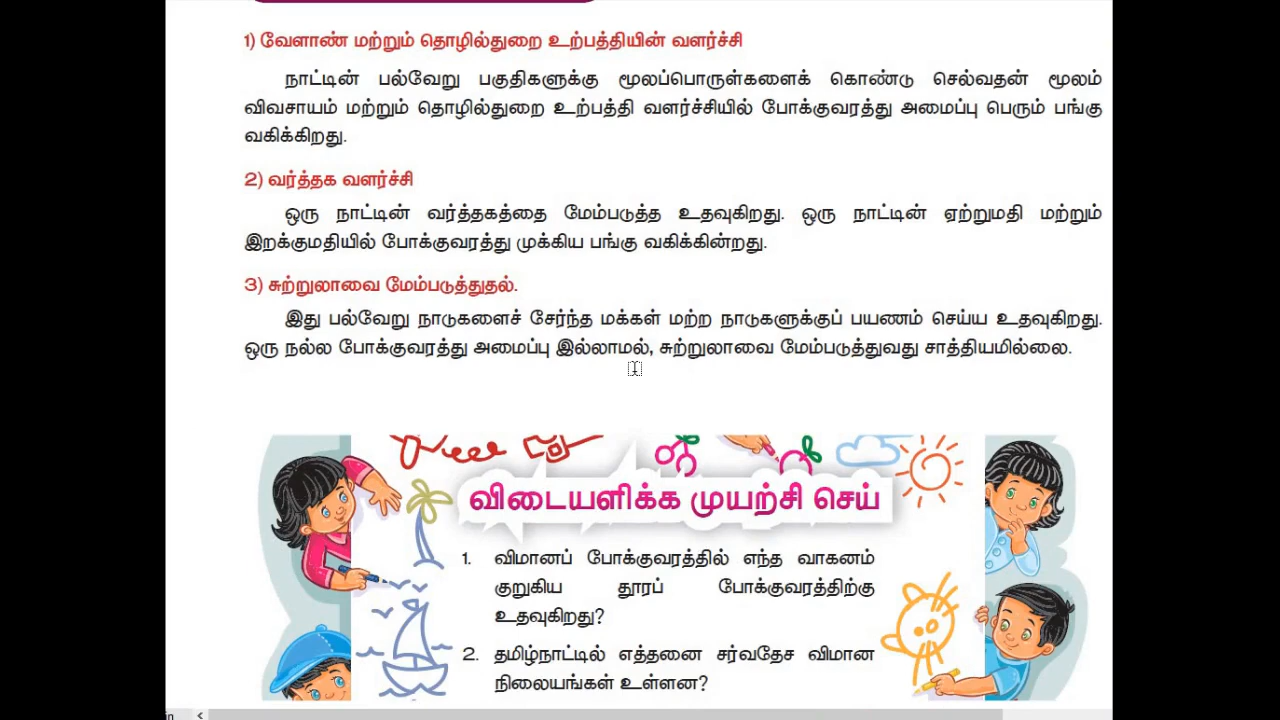 1) வேளாண் மற்றும் தொழில்துறை உற்பத்தியின் வளர்ச்சி
நாட்டின் பல்வேறு பகுதிகளுக்கு மூலப்பொருள்களைக் கொண்டு செல்வதன் மூலம்
விவசாயம் மற்றும் தொழில்துறை உற்பத்தி வளர்ச்சியில் போக்குவரத்து அமைப்பு பெரும் பங்கு
வகிக்கிறது.
2) வர்த்தக வளர்ச்சி
ஒரு நாட்டின் வர்த்தகத்தை மேம்படுத்த உதவுகிறது. ஒரு நாட்டின் ஏற்றுமதி மற்றும்
இறக்குமதியில் போக்குவரத்து முக்கிய பங்கு வகிக்கின்றது.
3) சுற்றுலாவை மேம்படுத்துதல்.
இது பல்வேறு நாடுகளைச் சேர்ந்த மக்கள் மற்ற நாடுகளுக்குப் பயணம் செய்ய உதவுகிறது.
ஒரு நல்ல போக்குவரத்து அமைப்பு இல்லாமல், சுற்றுலாவை மேம்படுத்துவது சாத்தியமில்லை.
விடையளிக்க முயற்சி செய்
1. விமானப் போக்குவரத்தில் எந்த வாகனம்
குறுகிய தூரப் போக்குவரத்திற்கு
உதவுகிறது?
2. தமிழ்நாட்டில் எத்தனை சர்வதேச விமான
நிலையங்கள் உள்ளன?
in